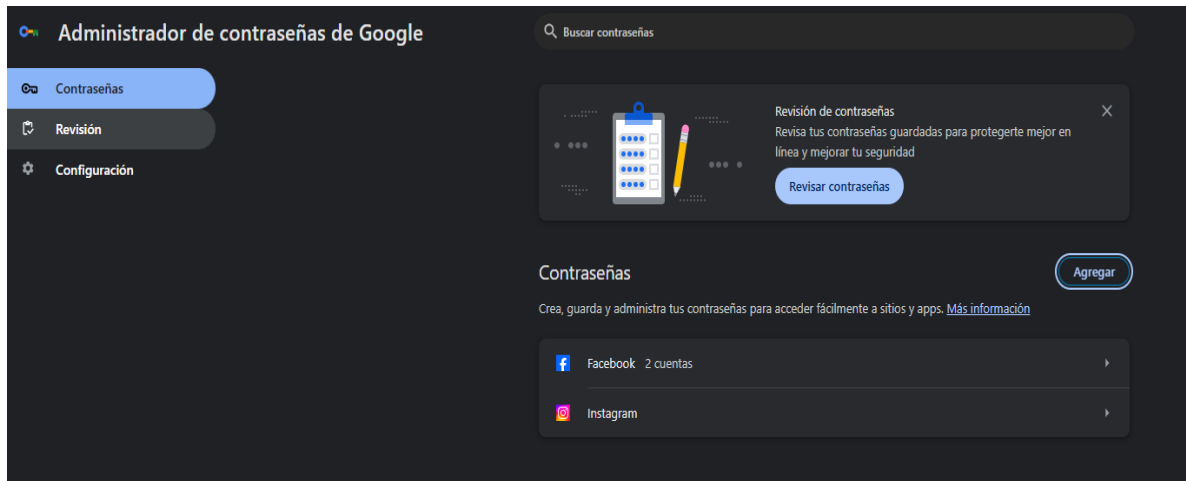 Administrador de contraseñas de Google
Buscar contraseñas
Contraseñas
Revisión
Configuración
Revisión de contraseñas
Revisa tus contraseñas guardadas para protegerte mejor en
línea y mejorar tu seguridad
Revisar contraseñas
Contraseñas
Agregar
Crea, guarda y administra tus contraseñas para acceder fácilmente a sitios y apps. Más información
Facebook 2 cuentas
Instagram